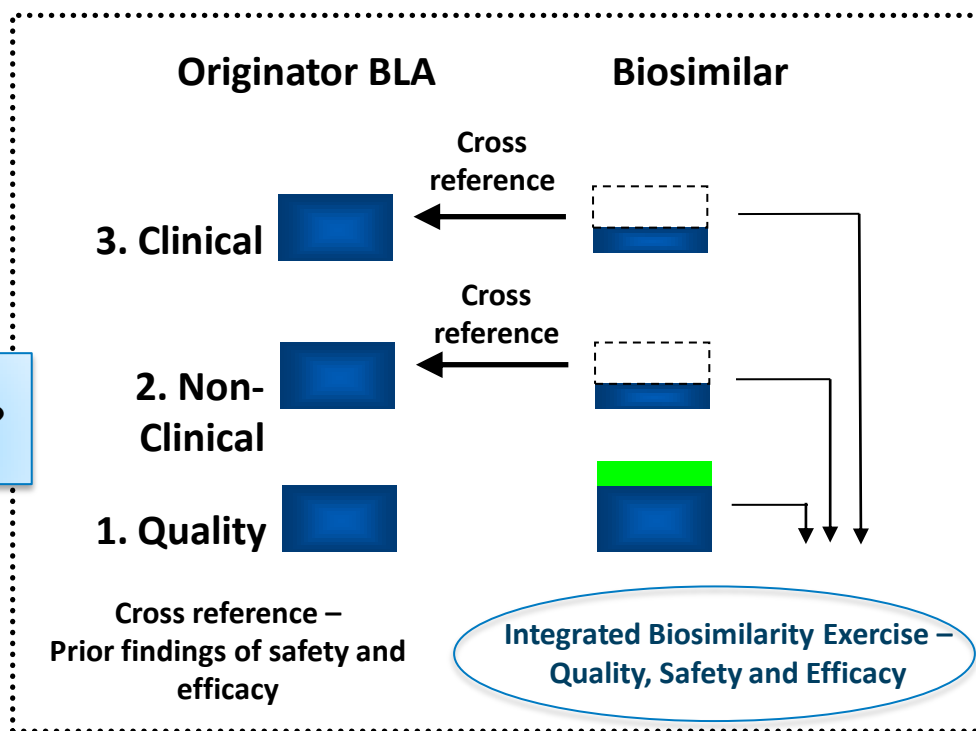 Originator BLA
Biosimilar
Cross
reference
3. Clinical
Cross
reference
2. Non-
Clinical
1. Quality
Cross reference –
Prior findings of safety and
efficacy
Integrated Biosimilarity Exercise –
Quality, Safety and Efficacy